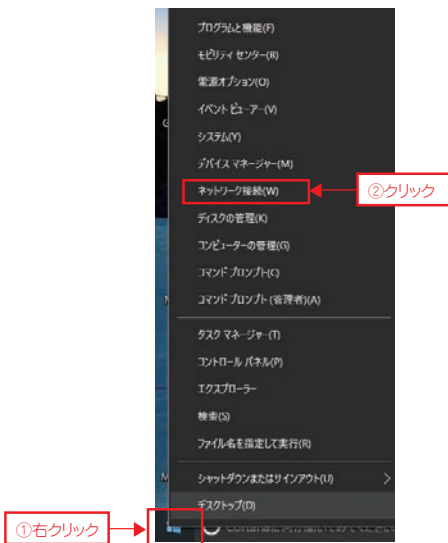 プログラムと機能(F)
モビリティ センター(B)
電源オプション(O)
イベント ビューアー(V)
システム(Y)
デバイス マネージャー(M)
ネットワーク接続(W)
②クリック
ディスクの管理(K)
コンピューターの管理(G)
コマンド プロンプト(C)
コマンド プロンプト (管理者)(A)
タスク マネージャー(T)
コントロール パネル(P)
エクスプローラー
検索(S)
ファイル名を指定して実行(R)
シャットダウンまたはサインアウト(U)
デスクトップ(D)
①右クリック